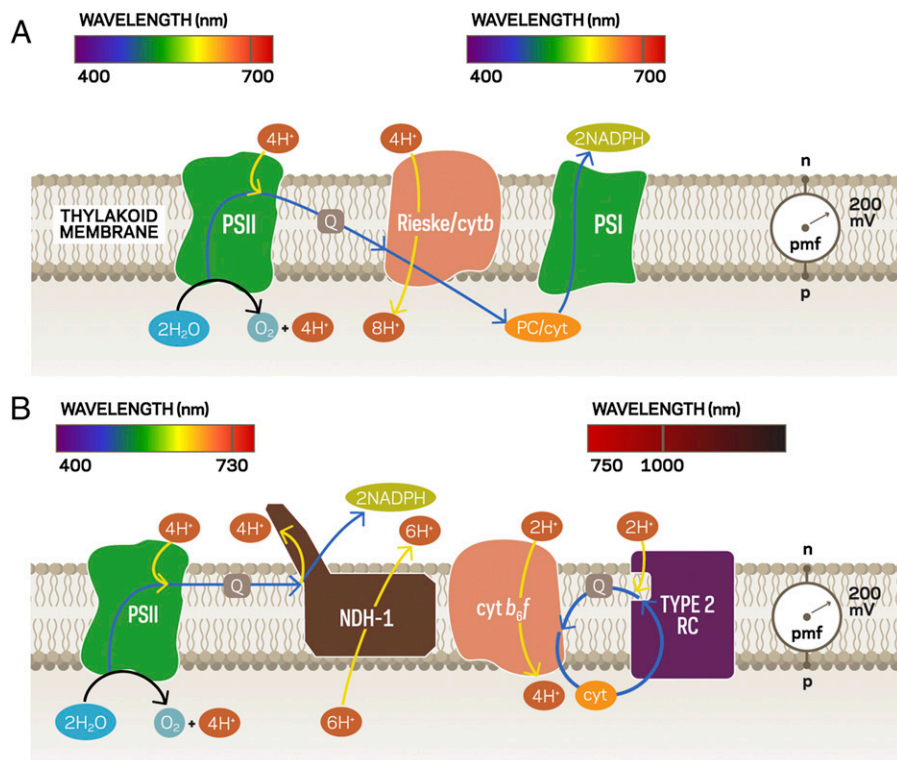 A
WAVELENGTH (nm)
400 700
WAVELENGTH (nm)
400 700
4H⁺ 4H⁺ 2NADPH
n
THYLAKOID
MEMBRANE
PSII
Q
Rieske/cytb
PSI
200
mV
pmf
p
2H₂O O₂ + 4H⁺ 8H⁺ PC/cyt
B
WAVELENGTH (nm)
400 730
WAVELENGTH (nm)
750 1000
4H⁺ 4H⁺ 2NADPH 6H⁺ 2H⁺ 2H⁺
n
PSII
Q
NDH-1
cyt b₆f
Q
TYPE 2
RC
200
mV
pmf
p
2H₂O O₂ + 4H⁺ 6H⁺ 4H⁺ cyt